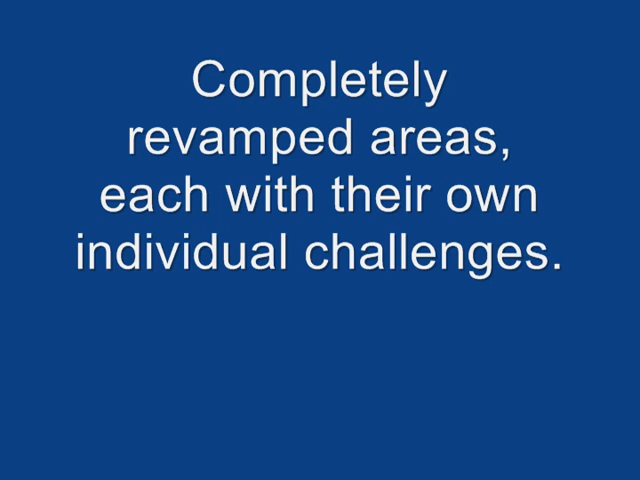 Completely
revamped areas,
each with their own
individual challenges.